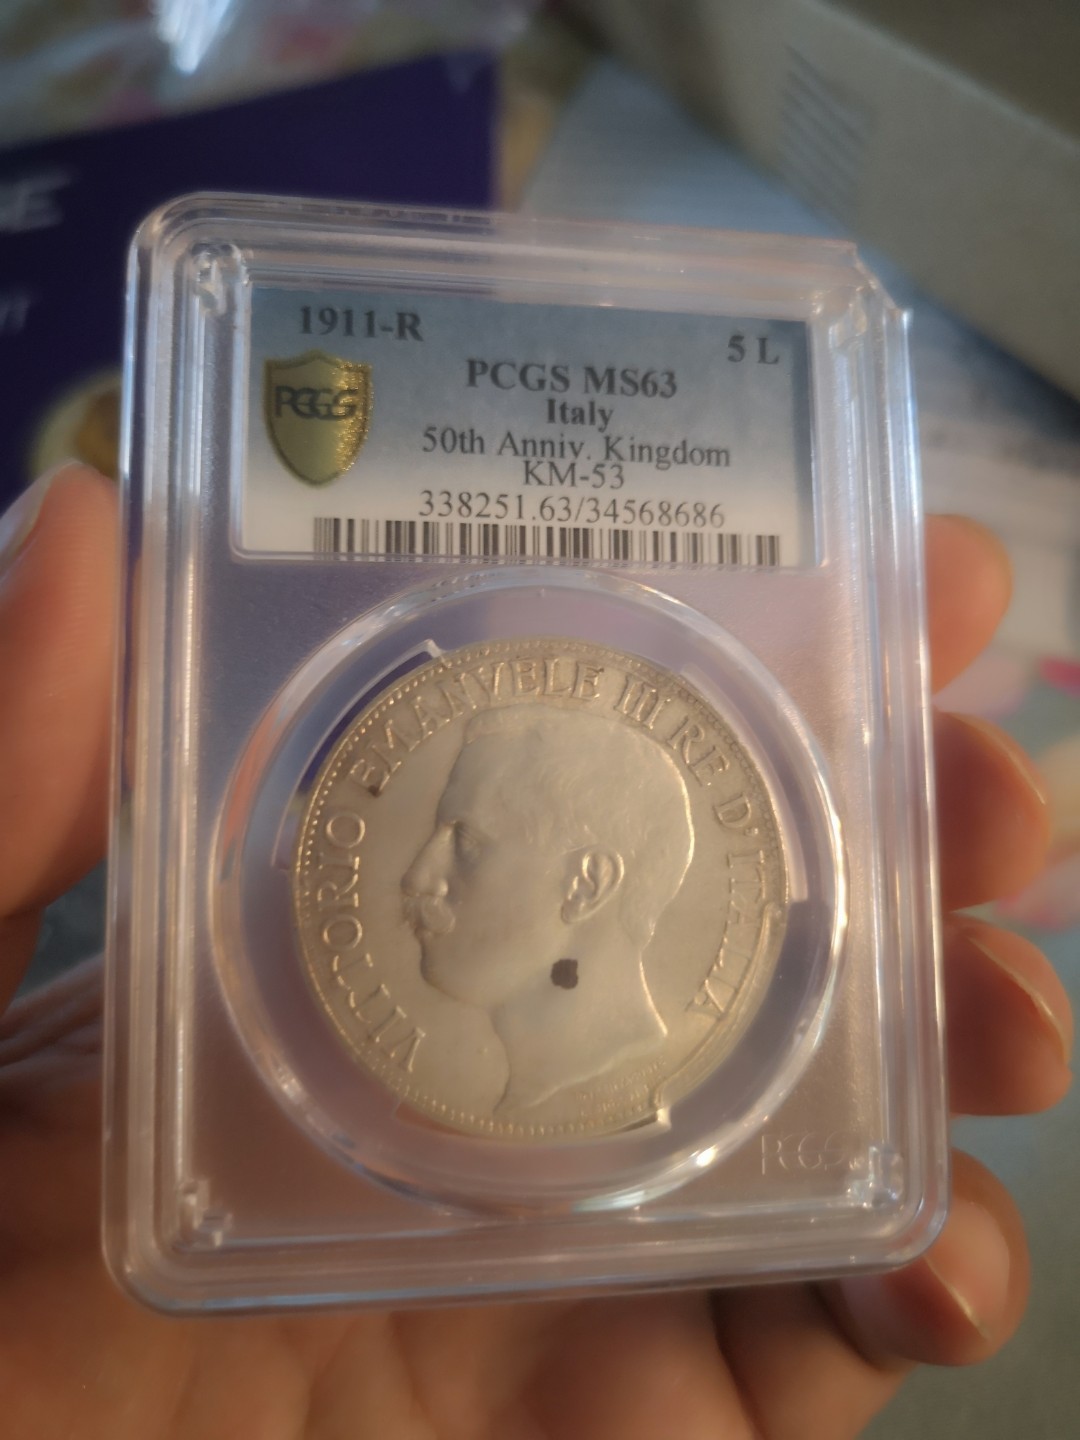 1911-R
5 L
PCGS
PCGS MS63
Italy
50th Anniv. Kingdom
KM-53
338251.63/34568686
VITTORIO EMANVELE III RE D'ITALIA
PCGS